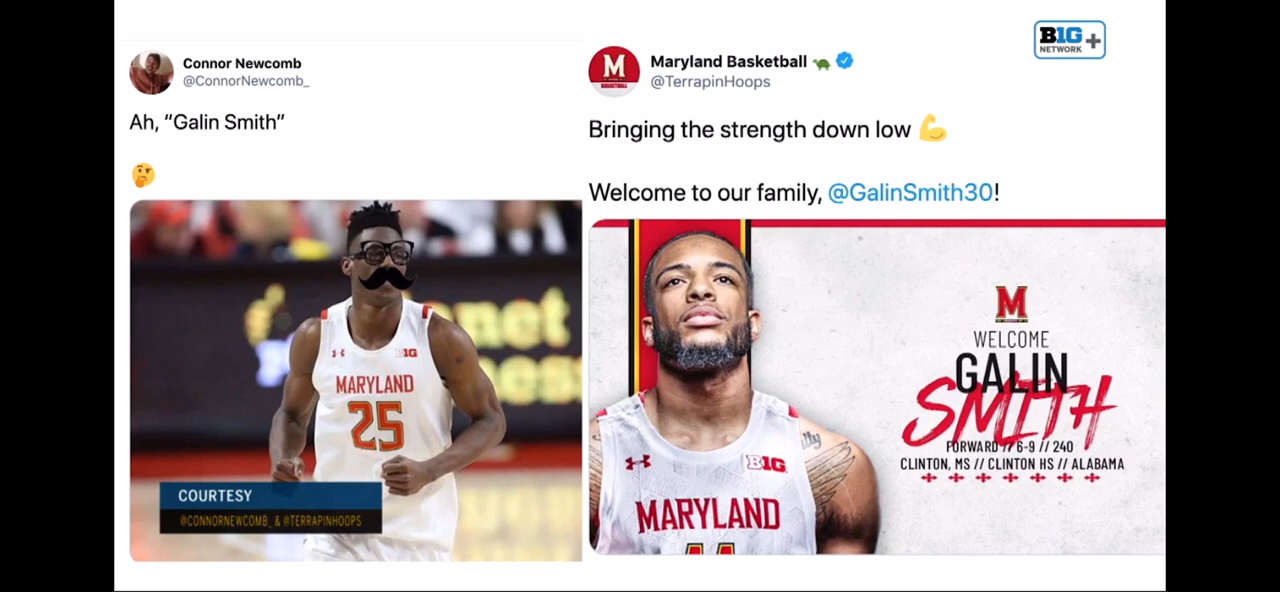 B1G
NETWORK +
Connor Newcomb
@ConnorNewcomb_
Ah, "Galin Smith"
🤔
B1G
MARYLAND
25
COURTESY
@CONNORNEWCOMB_ & @TERRAPINHOOPS
M
Maryland Basketball 🐢
@TerrapinHoops
Bringing the strength down low 💪
Welcome to our family, @GalinSmith30!
M
WELCOME
GALIN
SMITH
FORWARD // 6-9 // 240
CLINTON, MS // CLINTON HS // ALABAMA
B1G
MARYLAND